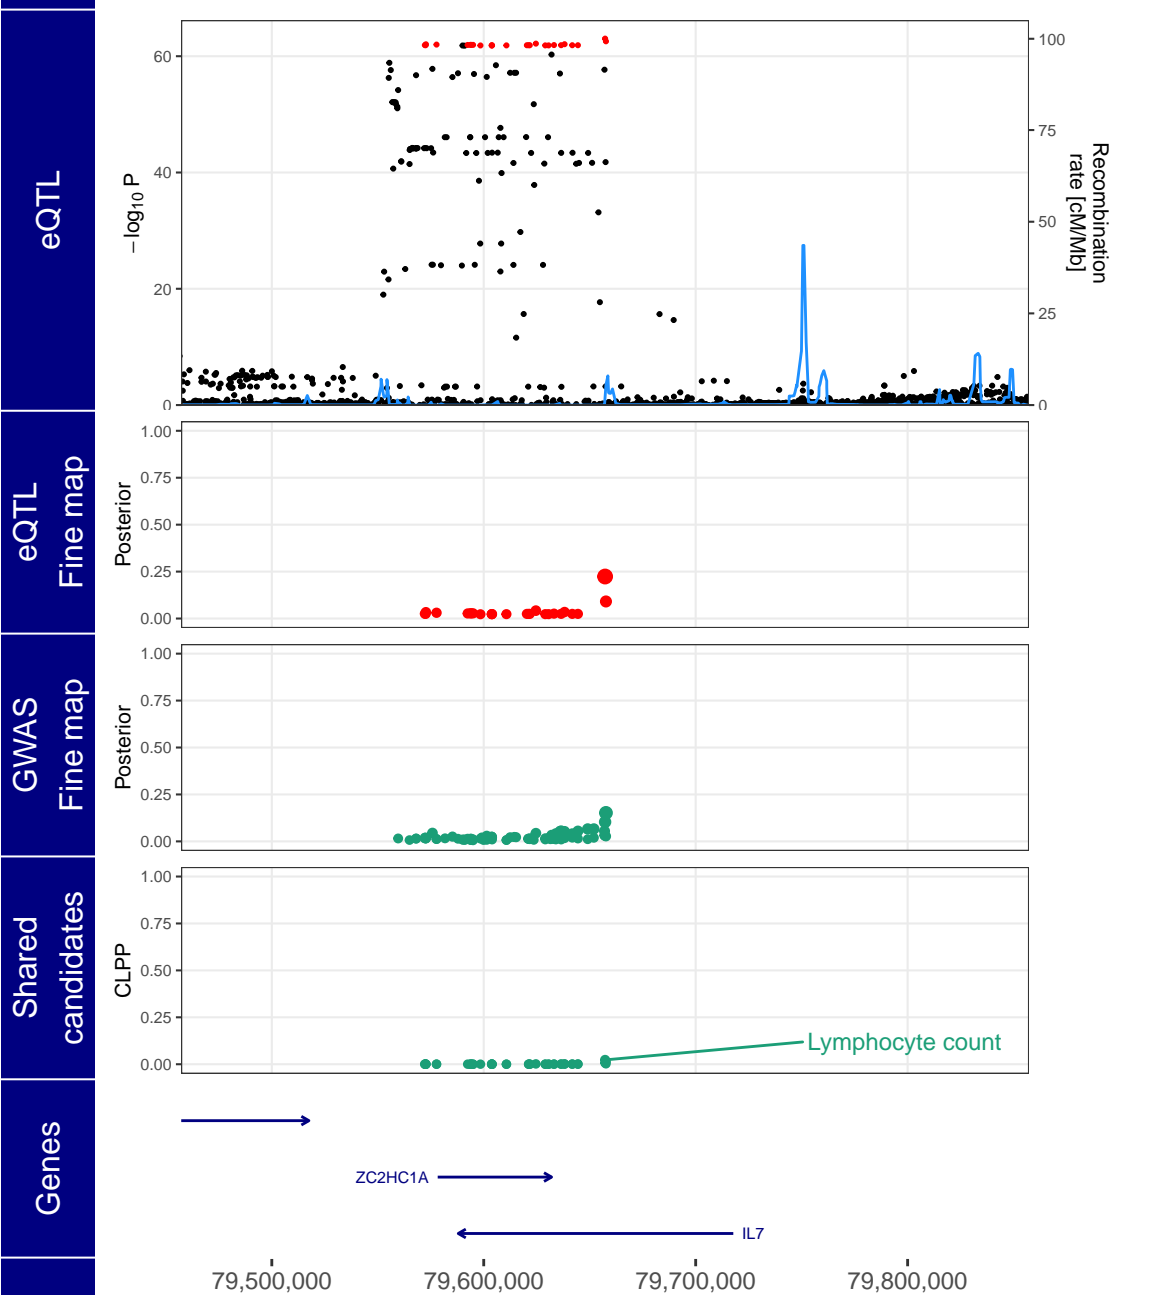 eQTL
−log10 P
60
40
20
0
100
75
50
25
0
Recombination
rate [cM/Mb]
eQTL
Fine map
Posterior
1.00
0.75
0.50
0.25
0.00
GWAS
Fine map
Posterior
1.00
0.75
0.50
0.25
0.00
Shared
candidates
CLPP
1.00
0.75
0.50
0.25
0.00
Lymphocyte count
Genes
ZC2HC1A
IL7
79,500,000
79,600,000
79,700,000
79,800,000